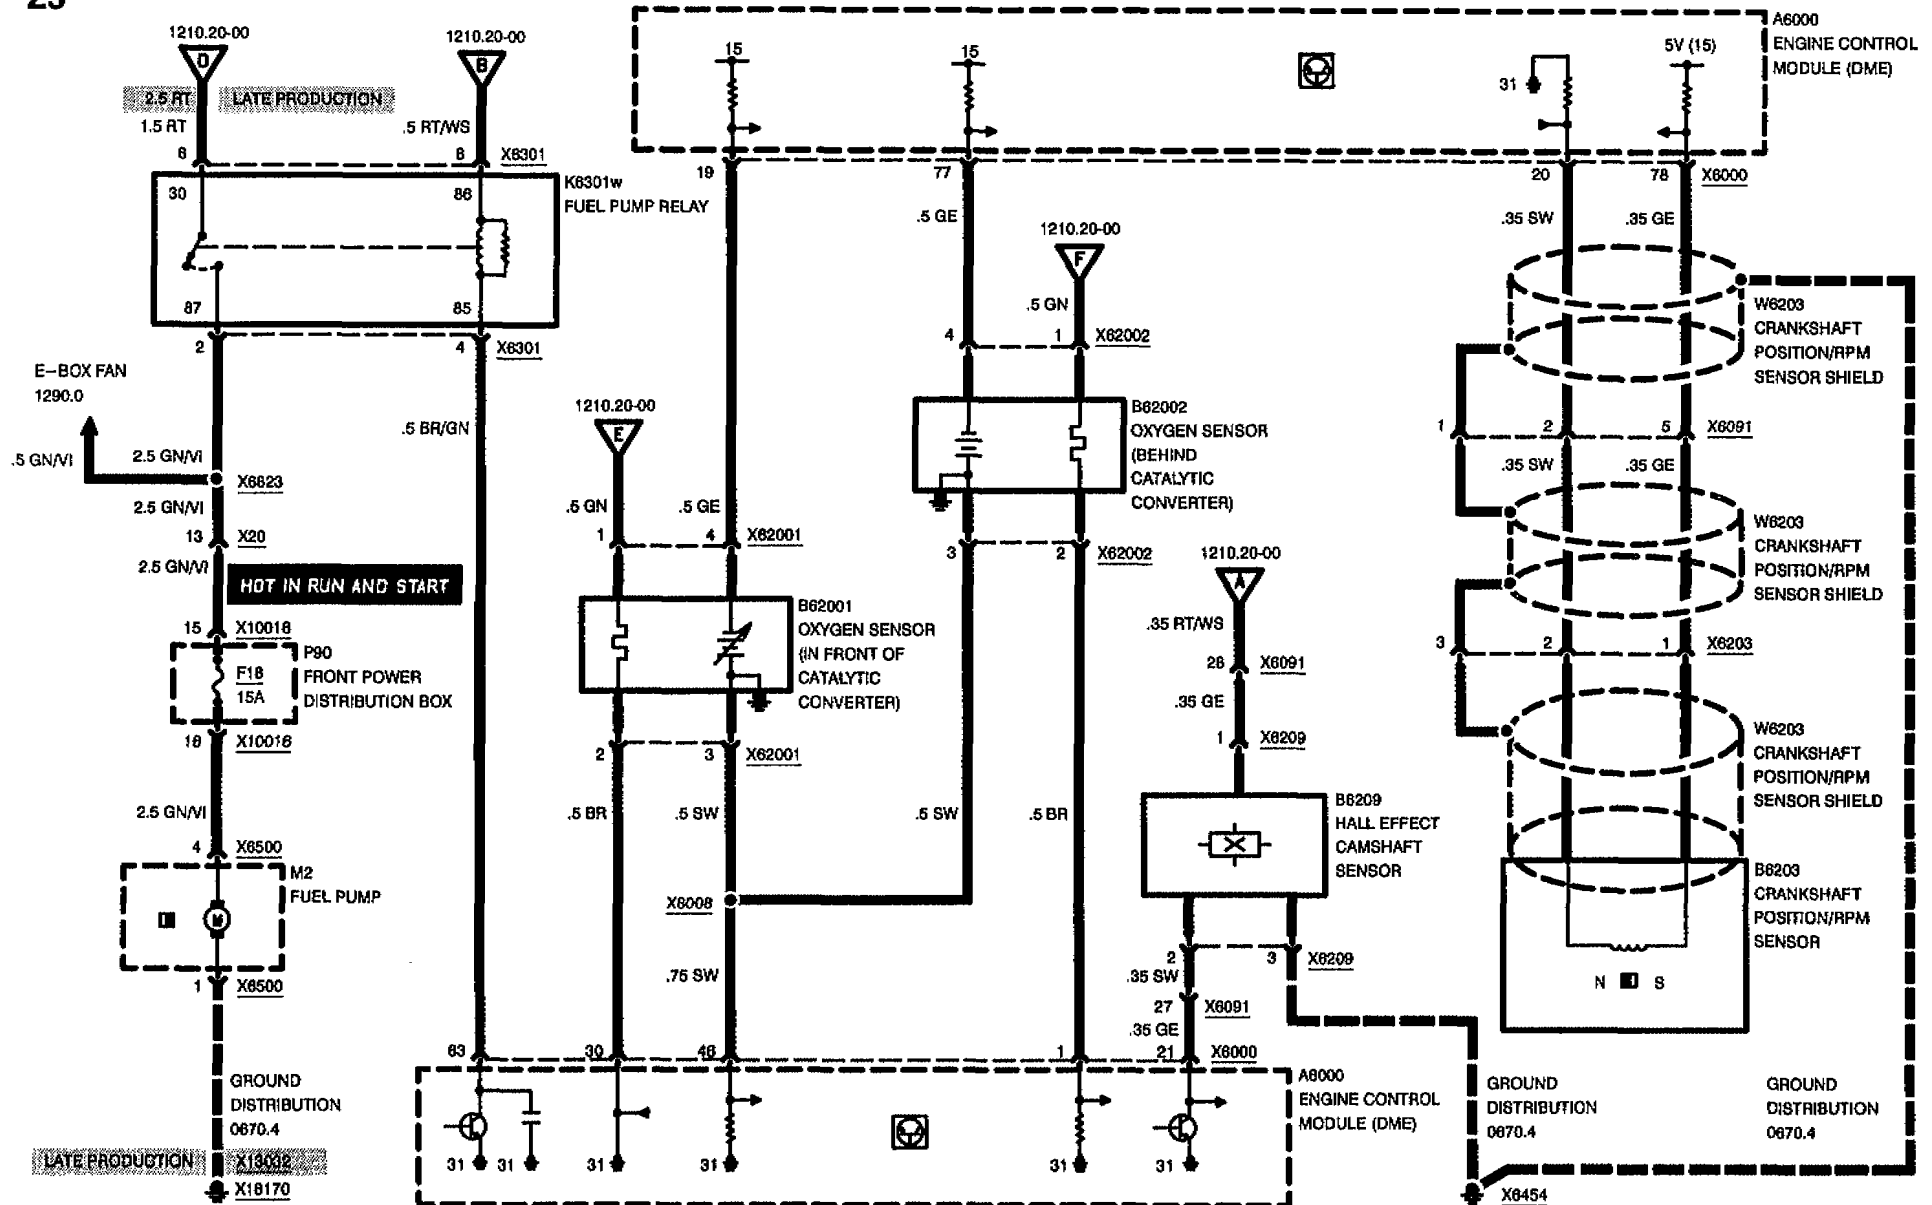 1210.20-00
D
2.5 RT
LATE PRODUCTION
1.5 RT
6
1210.20-00
B
.5 RT/WS
8
X6301
30
86
K6301w
FUEL PUMP RELAY
87
85
2
4
X6301
E-BOX FAN
1290.0
.5 GN/VI
2.5 GN/VI
X6823
2.5 GN/VI
13
X20
2.5 GN/VI
HOT IN RUN AND START
15
X10016
P90
FRONT POWER
DISTRIBUTION BOX
F18
15A
18
X10016
2.5 GN/VI
4
X6500
M2
FUEL PUMP
M
1
X6500
GROUND
DISTRIBUTION
0670.4
LATE PRODUCTION
X13032
X18170
.5 BR/GN
63
A6000
ENGINE CONTROL
MODULE (DME)
15
15
31
5V (15)
19
77
20
78
X6000
.5 GE
1210.20-00
F
.5 GN
4
1
X62002
B62002
OXYGEN SENSOR
(BEHIND
CATALYTIC
CONVERTER)
3
2
X62002
.5 SW
.5 BR
1210.20-00
E
.5 GN
.5 GE
1
4
X62001
B62001
OXYGEN SENSOR
(IN FRONT OF
CATALYTIC
CONVERTER)
2
3
X62001
.5 BR
.5 SW
X6008
.75 SW
1210.20-00
A
.35 RT/WS
28
X6091
.35 GE
1
X6209
B6209
HALL EFFECT
CAMSHAFT
SENSOR
2
3
X6209
.35 SW
27
X6091
.35 GE
30
46
1
21
X6000
A6000
ENGINE CONTROL
MODULE (DME)
31
31
31
31
31
31
.35 SW
.35 GE
W6203
CRANKSHAFT
POSITION/RPM
SENSOR SHIELD
1
2
5
X6091
.35 SW
.35 GE
W6203
CRANKSHAFT
POSITION/RPM
SENSOR SHIELD
3
2
1
X6203
W6203
CRANKSHAFT
POSITION/RPM
SENSOR SHIELD
B6203
CRANKSHAFT
POSITION/RPM
SENSOR
N
S
GROUND
DISTRIBUTION
0670.4
GROUND
DISTRIBUTION
0670.4
X6454